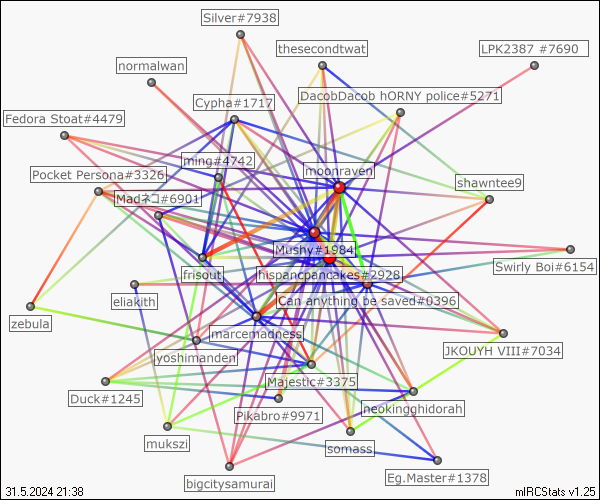 Silver#7938
thesecondtwat
LPK2387 #7690
normalwan
DacobDacob hORNY police#5271
Cypha#1717
Fedora Stoat#4479
ming#4742
moonraven
Pocket Persona#3326
shawntee9
Madネコ#6901
Mushy#1984
frisout
hispancpancakes#2928
Swirly Boi#6154
eliakith
Can anything be saved#0396
zebula
marcemadness
yoshimanden
JKOUYH VIII#7034
Majestic#3375
Duck#1245
Pikabro#9971
neokingghidorah
mukszi
somass
bigcitysamurai
Eg.Master#1378
31.5.2024 21:38
mIRCStats v1.25